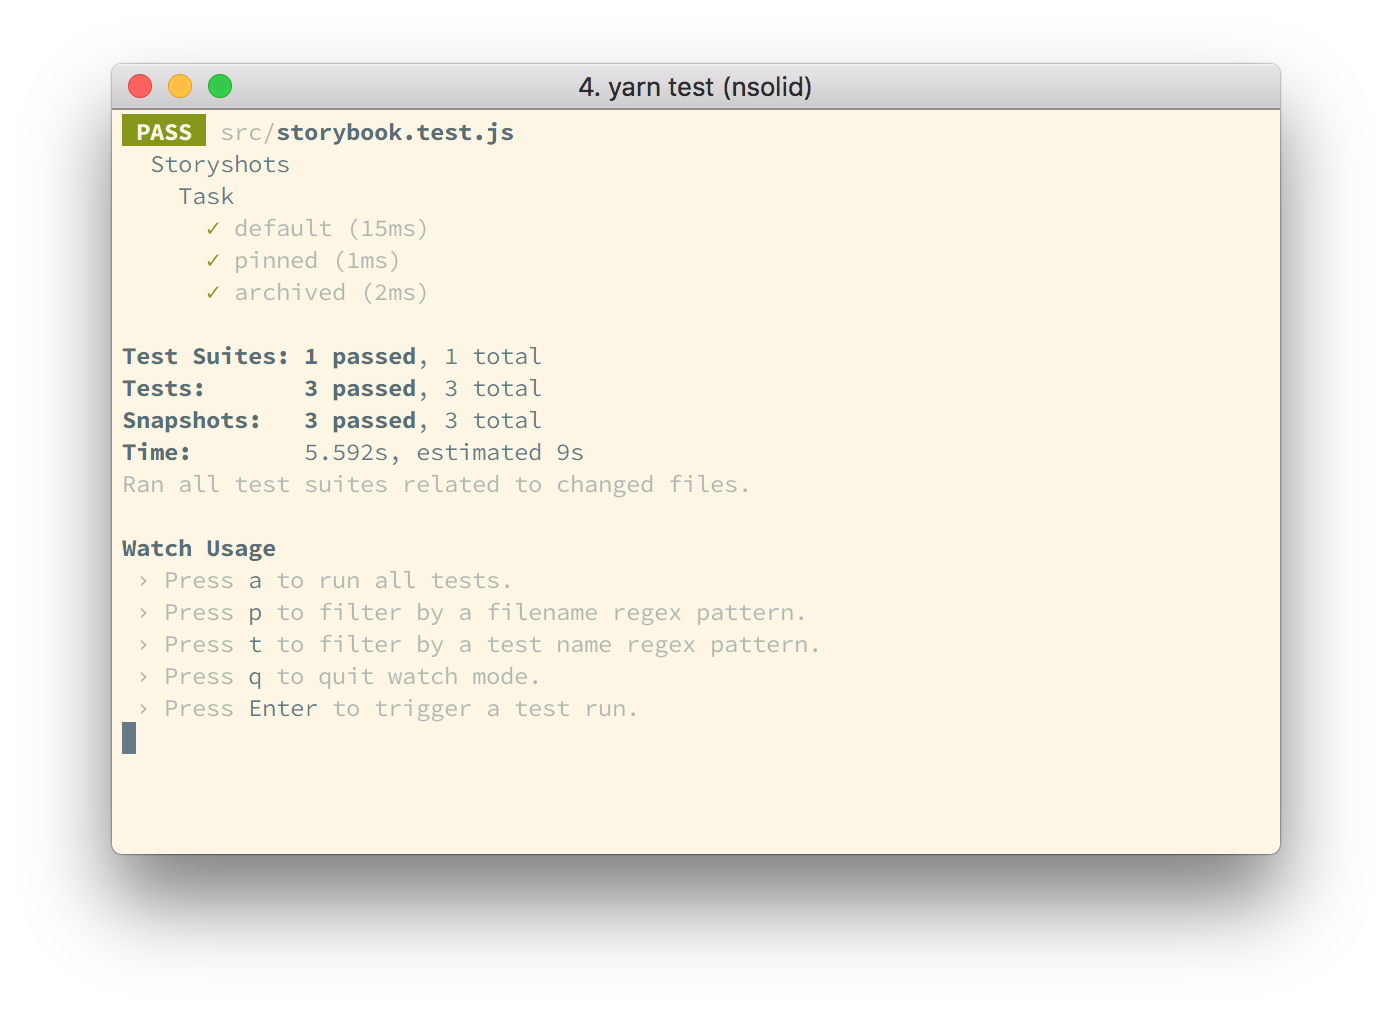 4. yarn test (nsolid)
PASS src/storybook.test.js
Storyshots
Task
✓ default (15ms)
✓ pinned (1ms)
✓ archived (2ms)
Test Suites: 1 passed, 1 total
Tests: 3 passed, 3 total
Snapshots: 3 passed, 3 total
Time: 5.592s, estimated 9s
Ran all test suites related to changed files.
Watch Usage
› Press a to run all tests.
› Press p to filter by a filename regex pattern.
› Press t to filter by a test name regex pattern.
› Press q to quit watch mode.
› Press Enter to trigger a test run.